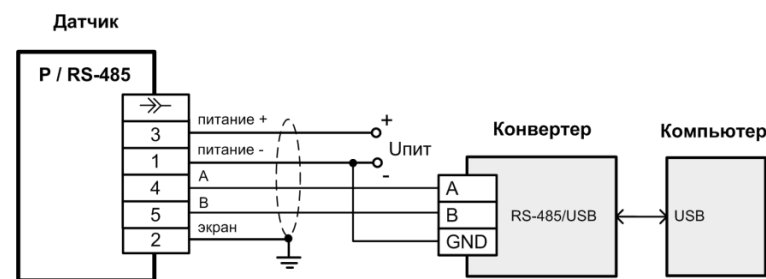 Датчик
P / RS-485
3
питание +
+
Uпит
1
питание -
-
4
A
5
B
2
экран
Конвертер
A
B
GND
RS-485/USB
Компьютер
USB